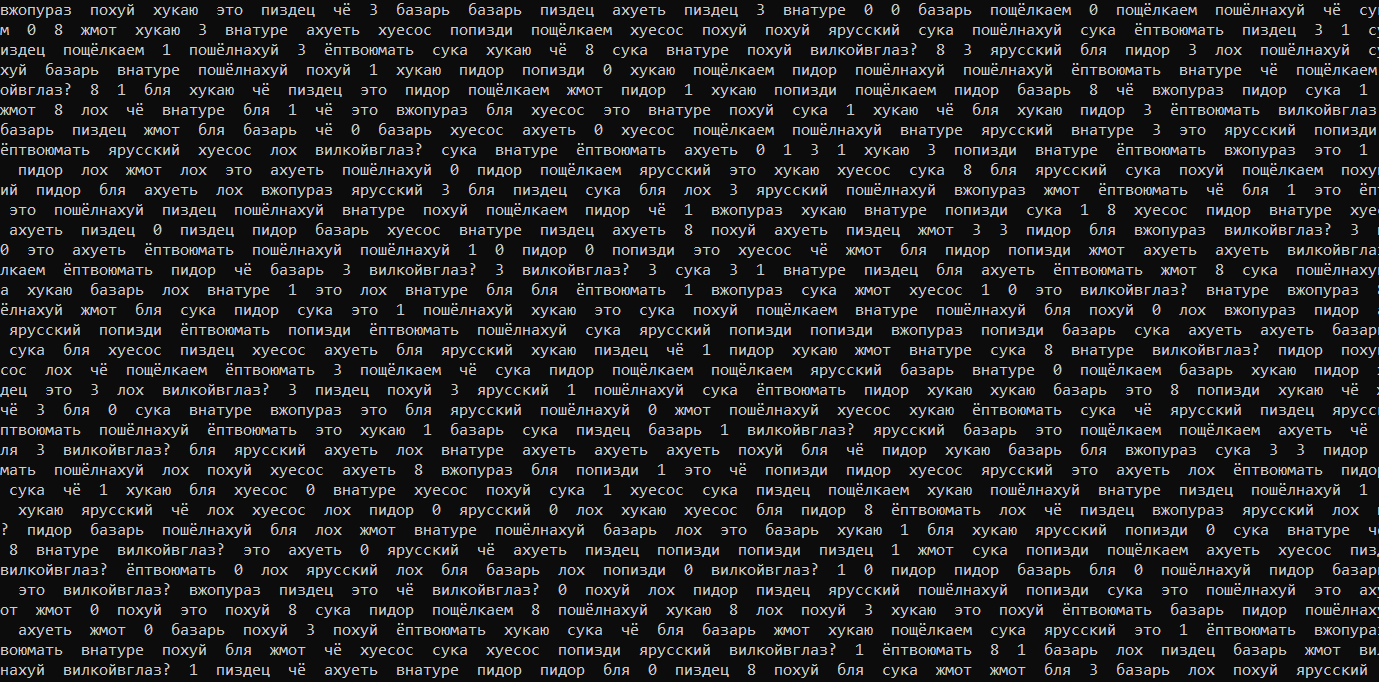 вжопураз похуй хукаю это пиздец чё 3 базарь базарь пиздец ахуеть пиздец 3 внатуре 0 0 базарь пощёлкаем 0 пощёлкаем пошёлнахуй чё
м 0 8 жмот хукаю 3 внатуре ахуеть хуесос попизди пощёлкаем хуесос похуй похуй ярусский сука пошёлнахуй сука ёптвоюмать пиздец 3 1
издец пощёлкаем 1 пошёлнахуй 3 ёптвоюмать сука хукаю чё 8 сука внатуре похуй вилкойвглаз? 8 3 ярусский бля пидор 3 лох пошёлнахуй
хуй базарь внатуре пошёлнахуй похуй 1 хукаю пидор попизди 0 хукаю пощёлкаем пидор пошёлнахуй пошёлнахуй ёптвоюмать внатуре чё пощёлкаем
ойвглаз? 8 1 бля хукаю чё пиздец это пидор пощёлкаем жмот пидор 1 хукаю попизди пощёлкаем пидор базарь 8 чё вжопураз пидор сука 1
жмот 8 лох чё внатуре бля 1 чё это вжопураз бля хуесос это внатуре похуй сука 1 хукаю чё бля хукаю пидор 3 ёптвоюмать вилкойвглаз
базарь пиздец жмот бля базарь чё 0 базарь хуесос ахуеть 0 хуесос пощёлкаем пошёлнахуй внатуре ярусский внатуре 3 это ярусский попизди
ёптвоюмать ярусский хуесос лох вилкойвглаз? сука внатуре ёптвоюмать ахуеть 0 1 3 1 хукаю 3 попизди внатуре ёптвоюмать вжопураз это 1
пидор лох жмот лох это ахуеть пошёлнахуй 0 пидор пощёлкаем ярусский это хукаю хуесос сука 8 бля ярусский сука похуй пощёлкаем поху
ий пидор бля ахуеть лох вжопураз ярусский 3 бля пиздец сука бля лох 3 ярусский пошёлнахуй вжопураз жмот ёптвоюмать чё бля 1 это ёп
это пошёлнахуй пиздец пошёлнахуй внатуре похуй пощёлкаем пидор чё 1 вжопураз хукаю внатуре попизди сука 1 8 хуесос пидор внатуре хуе
ахуеть пиздец 0 пиздец пидор базарь хуесос внатуре пиздец ахуеть 8 похуй ахуеть пиздец жмот 3 3 пидор бля вжопураз вилкойвглаз? 3
0 это ахуеть ёптвоюмать пошёлнахуй пошёлнахуй 1 0 пидор 0 попизди это хуесос чё жмот бля пидор попизди жмот ахуеть ахуеть вилкойвглаз
лкаем ёптвоюмать пидор чё базарь 3 вилкойвглаз? 3 вилкойвглаз? 3 сука 3 1 внатуре пиздец бля ахуеть ёптвоюмать жмот 8 сука пошёлнаху
а хукаю базарь лох внатуре 1 это лох внатуре бля бля ёптвоюмать 1 вжопураз сука жмот хуесос 1 0 это вилкойвглаз? внатуре вжопураз
ёлнахуй жмот бля сука пидор сука это 1 пошёлнахуй хукаю это сука похуй пощёлкаем внатуре пошёлнахуй бля похуй 0 лох вжопураз пидор
ярусский попизди ёптвоюмать попизди ёптвоюмать пошёлнахуй сука ярусский попизди попизди вжопураз попизди базарь сука ахуеть ахуеть базар
сука бля хуесос пиздец хуесос ахуеть бля ярусский хукаю пиздец чё 1 пидор хукаю жмот внатуре сука 8 внатуре вилкойвглаз? пидор поху
сос лох чё пощёлкаем ёптвоюмать 3 пощёлкаем чё сука пидор пощёлкаем пощёлкаем ярусский базарь внатуре 0 пощёлкаем базарь хукаю пидор
дец это 3 лох вилкойвглаз? 3 пиздец похуй 3 ярусский 1 пошёлнахуй сука ёптвоюмать пидор хукаю хукаю базарь это 8 попизди хукаю чё
чё 3 бля 0 сука внатуре вжопураз это бля ярусский пошёлнахуй 0 жмот пошёлнахуй хуесос хукаю ёптвоюмать сука чё ярусский пиздец ярусс
птвоюмать пошёлнахуй ёптвоюмать это хукаю 1 базарь сука пиздец базарь 1 вилкойвглаз? ярусский базарь это пощёлкаем пощёлкаем ахуеть чё
ля 3 вилкойвглаз? бля ярусский ахуеть лох внатуре ахуеть ахуеть ахуеть похуй бля чё пидор хукаю базарь бля вжопураз сука 3 3 пидор
мать пошёлнахуй лох похуй хуесос ахуеть 8 вжопураз бля попизди 1 это чё попизди пидор хуесос ярусский это ахуеть лох ёптвоюмать пидо
сука чё 1 хукаю бля хуесос 0 внатуре хуесос похуй сука 1 хуесос сука пиздец пощёлкаем хукаю пошёлнахуй внатуре пиздец пошёлнахуй 1
хукаю ярусский чё лох хуесос лох пидор 0 ярусский 0 лох хукаю хуесос бля пидор 8 ёптвоюмать лох чё пиздец вжопураз ярусский лох
? пидор базарь пошёлнахуй бля лох жмот внатуре пошёлнахуй базарь лох это базарь хукаю 1 бля хукаю ярусский попизди 0 сука внатуре
8 внатуре вилкойвглаз? это ахуеть 0 ярусский чё ахуеть пиздец попизди попизди пиздец 1 жмот сука попизди пощёлкаем ахуеть хуесос пиз
вилкойвглаз? ёптвоюмать 0 лох ярусский лох бля базарь лох попизди 0 вилкойвглаз? 1 0 пидор пидор базарь бля 0 пошёлнахуй пидор базар
это вилкойвглаз? вжопураз пиздец это чё вилкойвглаз? 0 похуй лох пидор пиздец ярусский пошёлнахуй попизди сука это пошёлнахуй это ах
от жмот 0 похуй это похуй 8 сука пидор пощёлкаем 8 пошёлнахуй хукаю 8 лох похуй 3 хукаю это похуй ёптвоюмать базарь пидор пошёлнах
ахуеть жмот 0 базарь похуй 3 похуй ёптвоюмать хукаю сука чё бля базарь жмот хукаю пощёлкаем сука ярусский это 1 ёптвоюмать вжопура
воюмать внатуре похуй бля жмот чё хуесос сука хуесос попизди ярусский вилкойвглаз? 1 ёптвоюмать 8 1 базарь лох пиздец базарь жмот ви
нахуй вилкойвглаз? 1 пиздец чё ахуеть внатуре пидор пидор бля 0 пиздец 8 похуй бля сука жмот жмот бля 3 базарь лох похуй ярусский